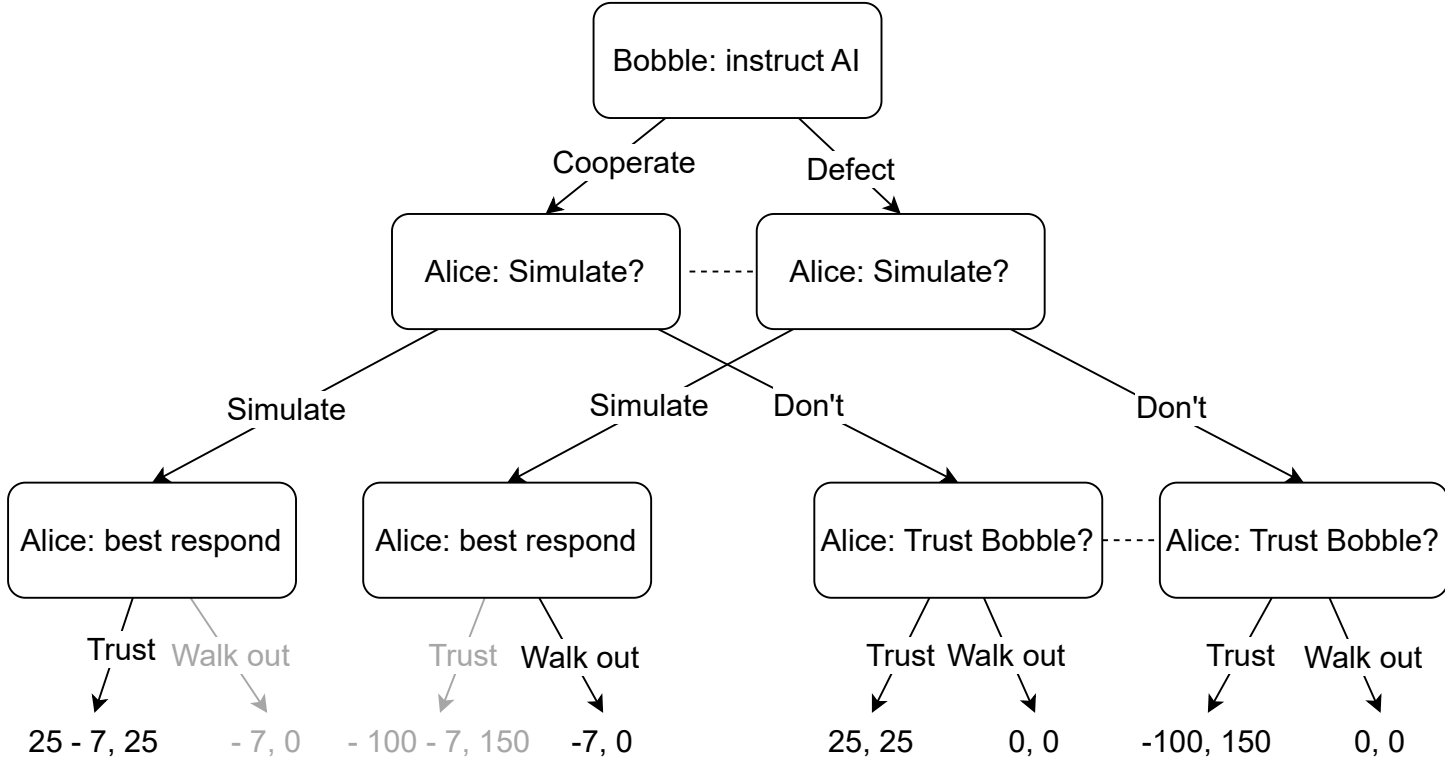 Bobble: instruct AI
Cooperate
Defect
Alice: Simulate?
Alice: Simulate?
Simulate
Simulate
Don't
Don't
Alice: best respond
Alice: best respond
Alice: Trust Bobble?
Alice: Trust Bobble?
Trust
Walk out
Trust
Walk out
Trust
Walk out
Trust
Walk out
25 - 7, 25
- 7, 0
- 100 - 7, 150
-7, 0
25, 25
0, 0
-100, 150
0, 0